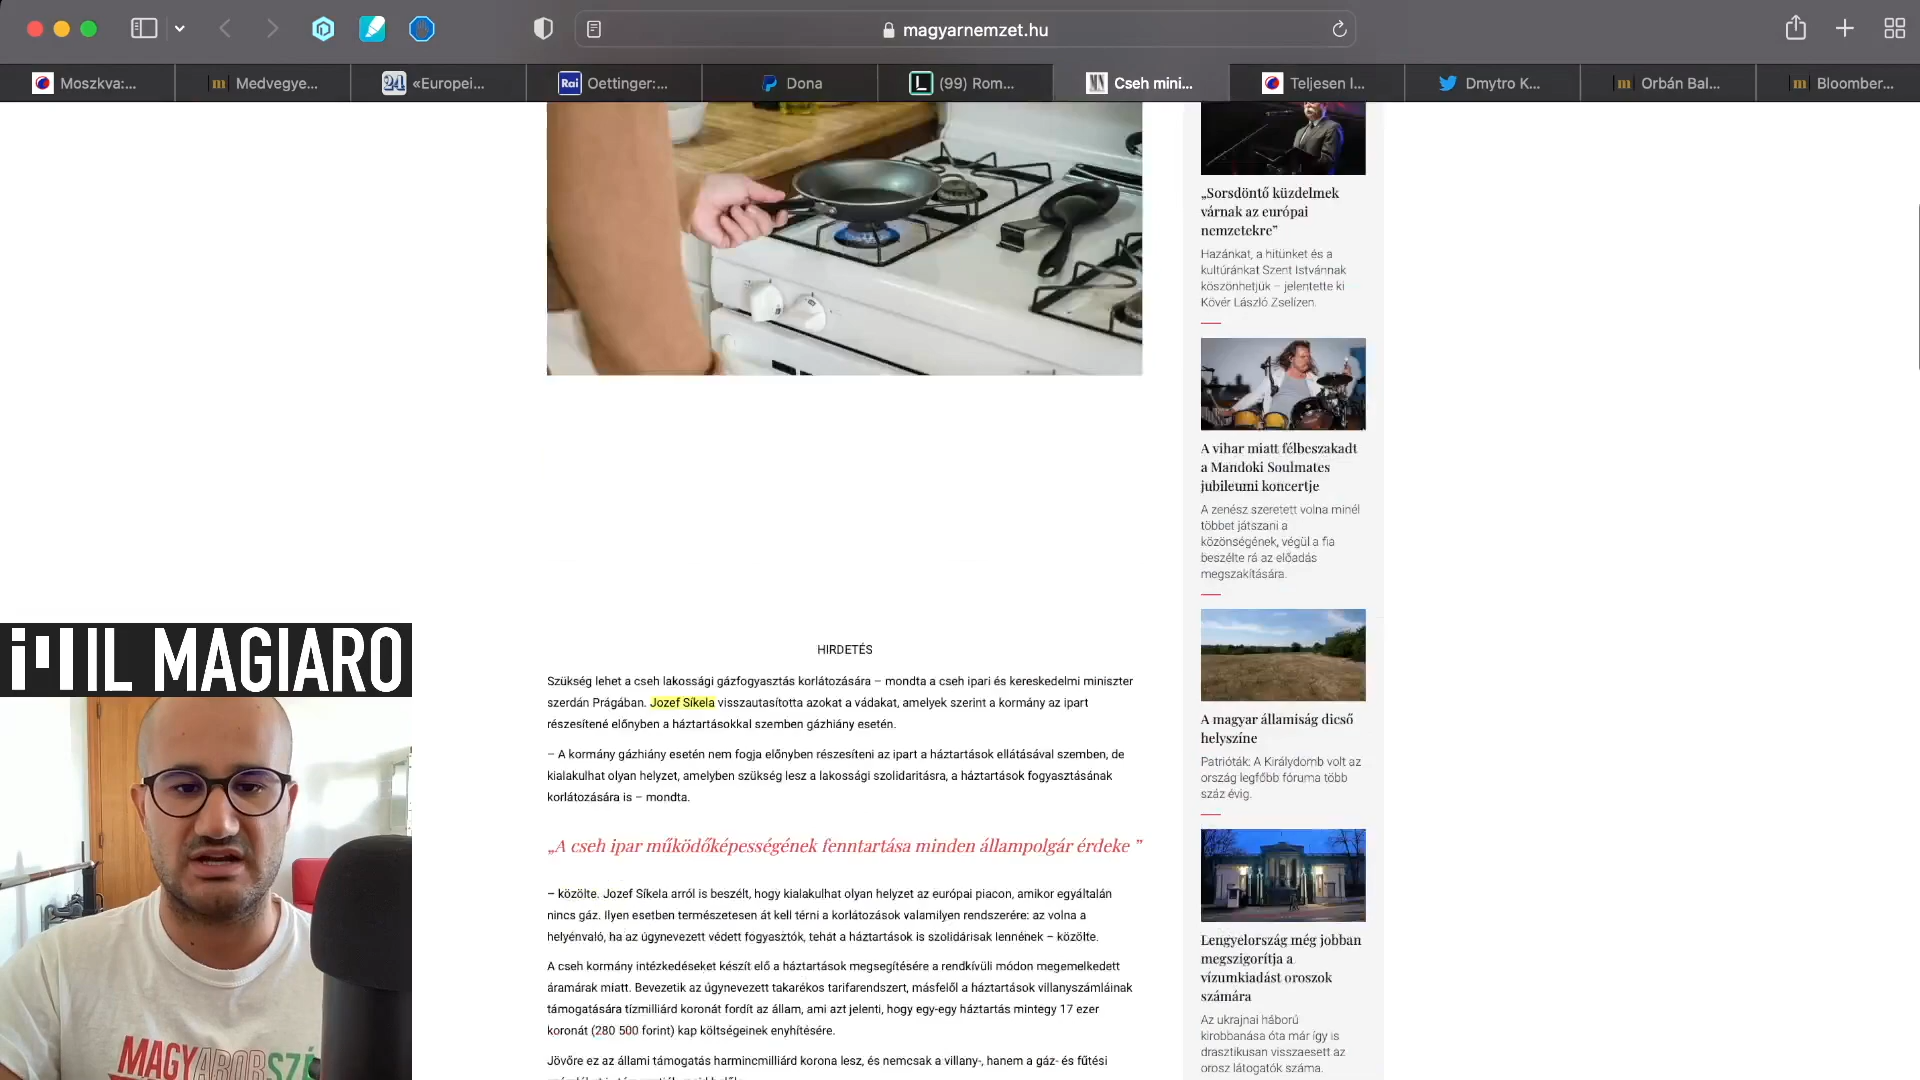 magyarnemzet.hu
Moszkva:...
Medvegye...
«Europei...
Oettinger:...
Dona
(99) Rom...
Cseh mini...
Teljesen l...
Dmytro K...
Orbán Bal...
Bloomber...
HIRDETÉS
Szükség lehet a cseh lakossági gázfogyasztás korlátozására – mondta a cseh ipari és kereskedelmi miniszter
szerdán Prágában. Jozef Síkela visszautasította azokat a vádakat, amelyek szerint a kormány az ipart
részesítené előnyben a háztartásokkal szemben gázhiány esetén.
– A kormány gázhiány esetén nem fogja előnyben részesíteni az ipart a háztartások ellátásával szemben, de
kialakulhat olyan helyzet, amelyben szükség lesz a lakossági szolidaritásra, a háztartások fogyasztásának
korlátozására is – mondta.
„A cseh ipar működőképességének fenntartása minden állampolgár érdeke ”
– közölte. Jozef Síkela arról is beszélt, hogy kialakulhat olyan helyzet az európai piacon, amikor egyáltalán
nincs gáz. Ilyen esetben természetesen át kell térni a korlátozások valamilyen rendszerére: az volna a
helyénvaló, ha az úgynevezett védett fogyasztók, tehát a háztartások is szolidárisak lennének – közölte.
A cseh kormány intézkedéseket készít elő a háztartások megsegítésére a rendkívüli módon megemelkedett
áramárak miatt. Bevezetik az úgynevezett takarékos tarifarendszert, másfelől a háztartások villanyszámláinak
támogatására tízmilliárd koronát fordít az állam, ami azt jelenti, hogy egy-egy háztartás mintegy 17 ezer
koronát (280 500 forint) kap költségeinek enyhítésére.
Jövőre ez az állami támogatás harmincmilliárd korona lesz, és nemcsak a villany-, hanem a gáz- és fűtési
„Sorsdöntő küzdelmek
várnak az európai
nemzetekre”
Hazánkat, a hitünket és a
kultúránkat Szent Istvánnak
köszönhetjük – jelentette ki
Kövér László Zselízen.
A vihar miatt félbeszakadt
a Mandoki Soulmates
jubileumi koncertje
A zenész szeretett volna minél
többet játszani a
közönségének, végül a fia
beszélte rá az előadás
megszakítására.
A magyar államiság dicső
helyszíne
Patrióták: A Királydomb volt az
ország legfőbb fóruma több
száz évig.
Lengyelország még jobban
megszigorítja a
vízumkiadást oroszok
számára
Az ukrajnai háború
kirobbanása óta már így is
drasztikusan visszaesett az
orosz látogatók száma.
IL MAGIARO
MAGYARORSZÁ